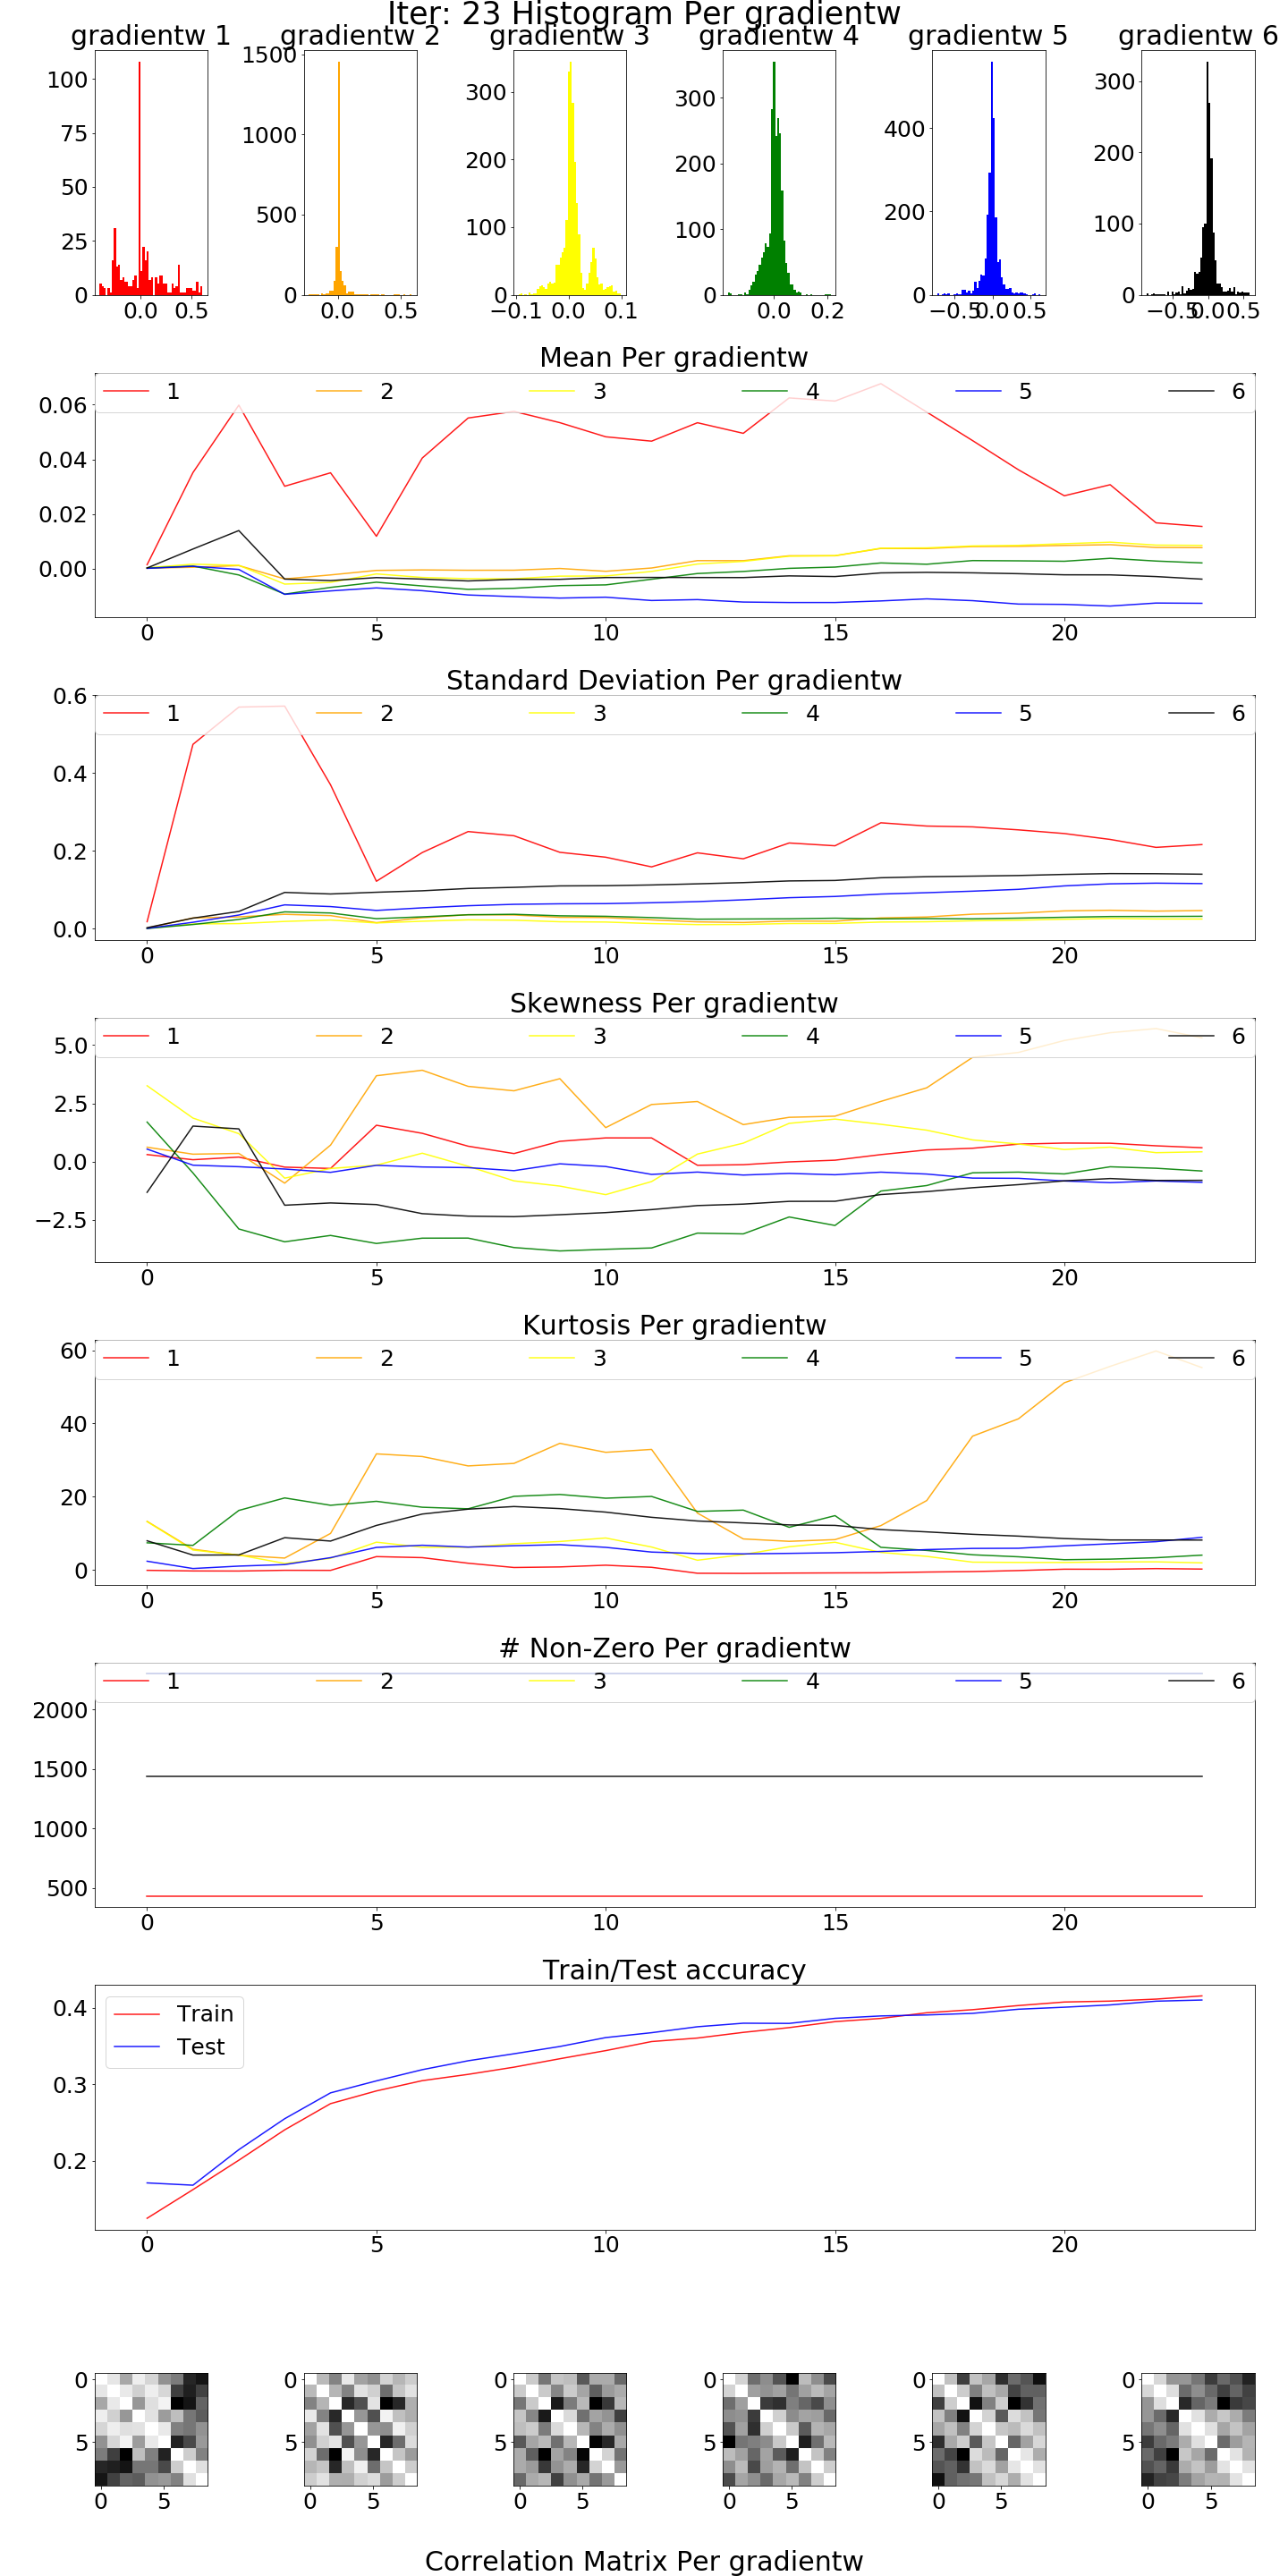 Iter: 23 Histogram Per gradientw
gradientw 1 gradientw 2 gradientw 3 gradientw 4 gradientw 5 gradientw 6
100 75 50 25 0
0.0 0.5
1500 1000 500 0
0.0 0.5
300 200 100 0
−0.1 0.0 0.1
300 200 100 0
0.0 0.2
400 200 0
−0.5 0.0 0.5
300 200 100 0
−0.5 0.0 0.5
Mean Per gradientw
1 2 3 4 5 6
0.06
0.04
0.02
0.00
0 5 10 15 20
Standard Deviation Per gradientw
0.6
1 2 3 4 5 6
0.4
0.2
0.0
0 5 10 15 20
Skewness Per gradientw
1 2 3 4 5 6
5.0
2.5
0.0
−2.5
0 5 10 15 20
Kurtosis Per gradientw
1 2 3 4 5 6
60
40
20
0
0 5 10 15 20
# Non-Zero Per gradientw
1 2 3 4 5 6
2000
1500
1000
500
0 5 10 15 20
Train/Test accuracy
0.4
Train
Test
0.3
0.2
0 5 10 15 20
0 0 0 0 0 0
5 5 5 5 5 5
0 5 0 5 0 5 0 5 0 5 0 5
Correlation Matrix Per gradientw